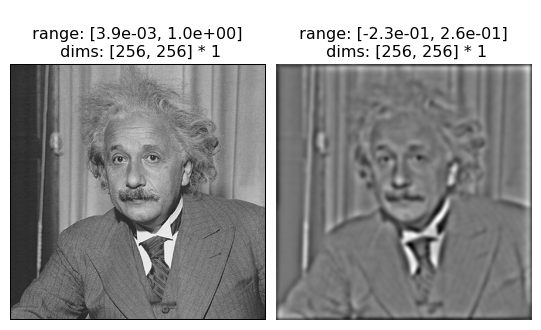 range: [3.9e-03, 1.0e+00]
dims: [256, 256] * 1
range: [-2.3e-01, 2.6e-01]
dims: [256, 256] * 1